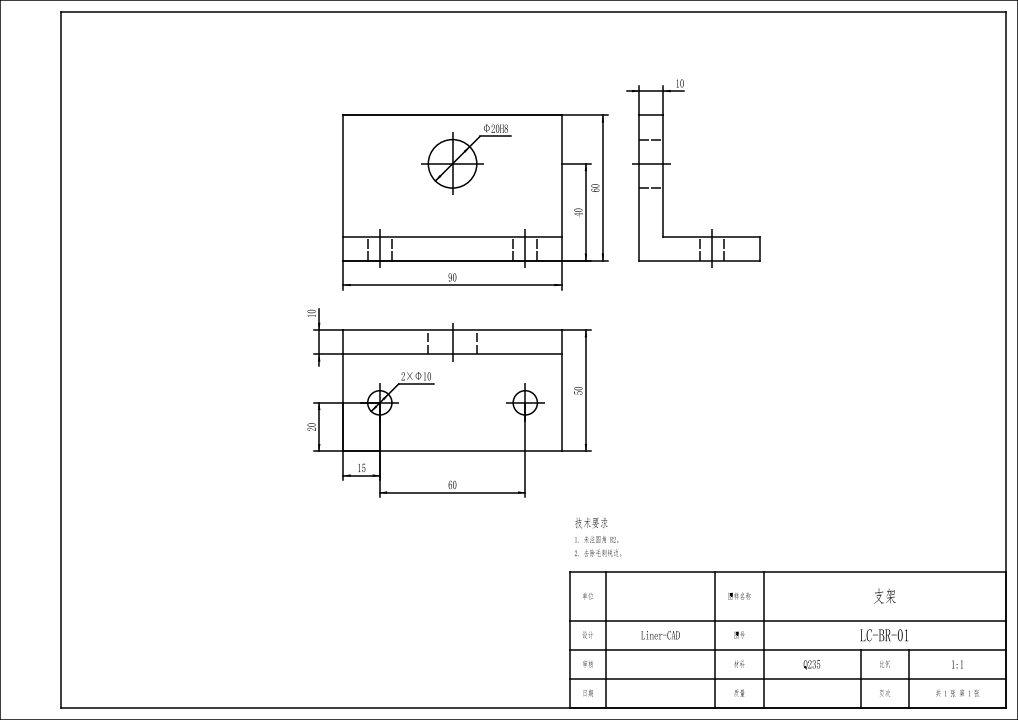 10
Φ20H8
60
40
90
10
2×Φ10
50
20
15
60
技术要求
1. 未注圆角 R2。
2. 去除毛刺锐边。
单位 图样名称 支架
设计 Liner-CAD 图号 LC-BR-01
审核 材料 Q235 比例 1:1
日期 质量 页次 共 1 张 第 1 张